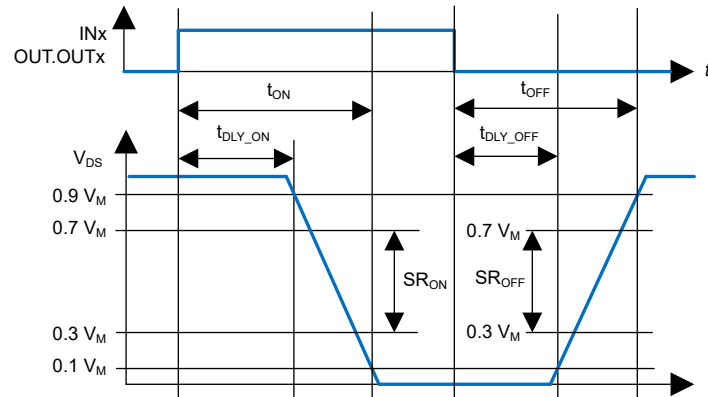 INx
OUT.OUTx
t
tON
tOFF
tDLY_ON
tDLY_OFF
VDS
0.9 VM
0.7 VM
0.7 VM
SRON
SROFF
0.3 VM
0.3 VM
0.1 VM